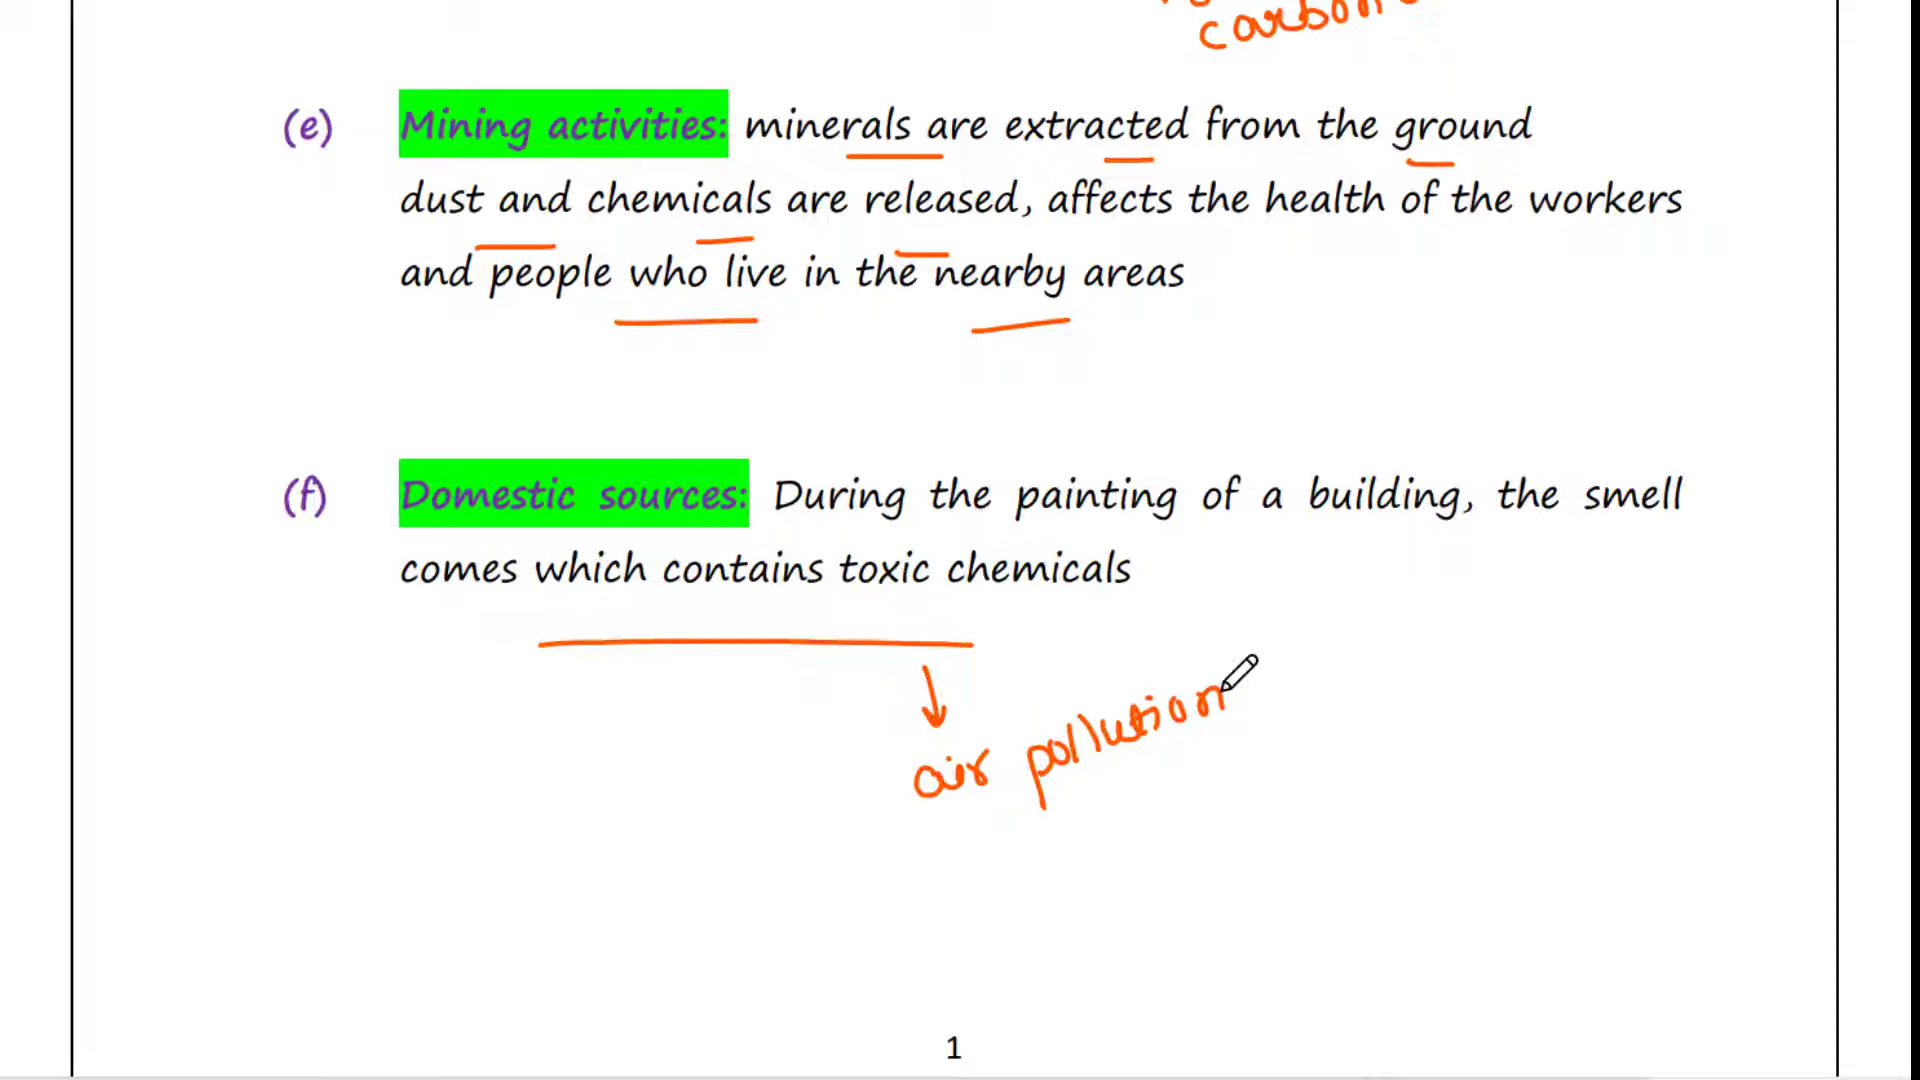 carbon
(e) Mining activities: minerals are extracted from the ground
dust and chemicals are released, affects the health of the workers
and people who live in the nearby areas
(f) Domestic sources: During the painting of a building, the smell
comes which contains toxic chemicals
air pollution
1